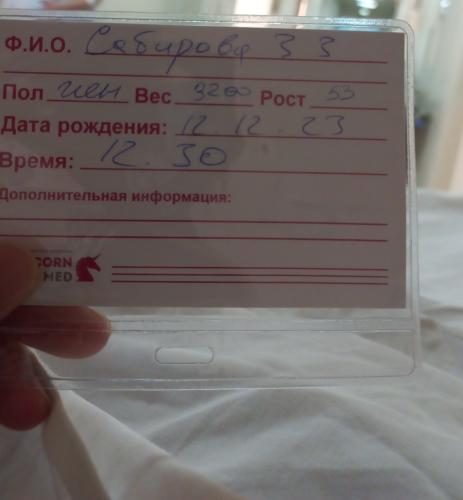 Ф.И.О. Сабирова З З
Пол жен Вес 3200 Рост 53
Дата рождения: 12.12.23
Время: 12.30
Дополнительная информация:
CORN
MED